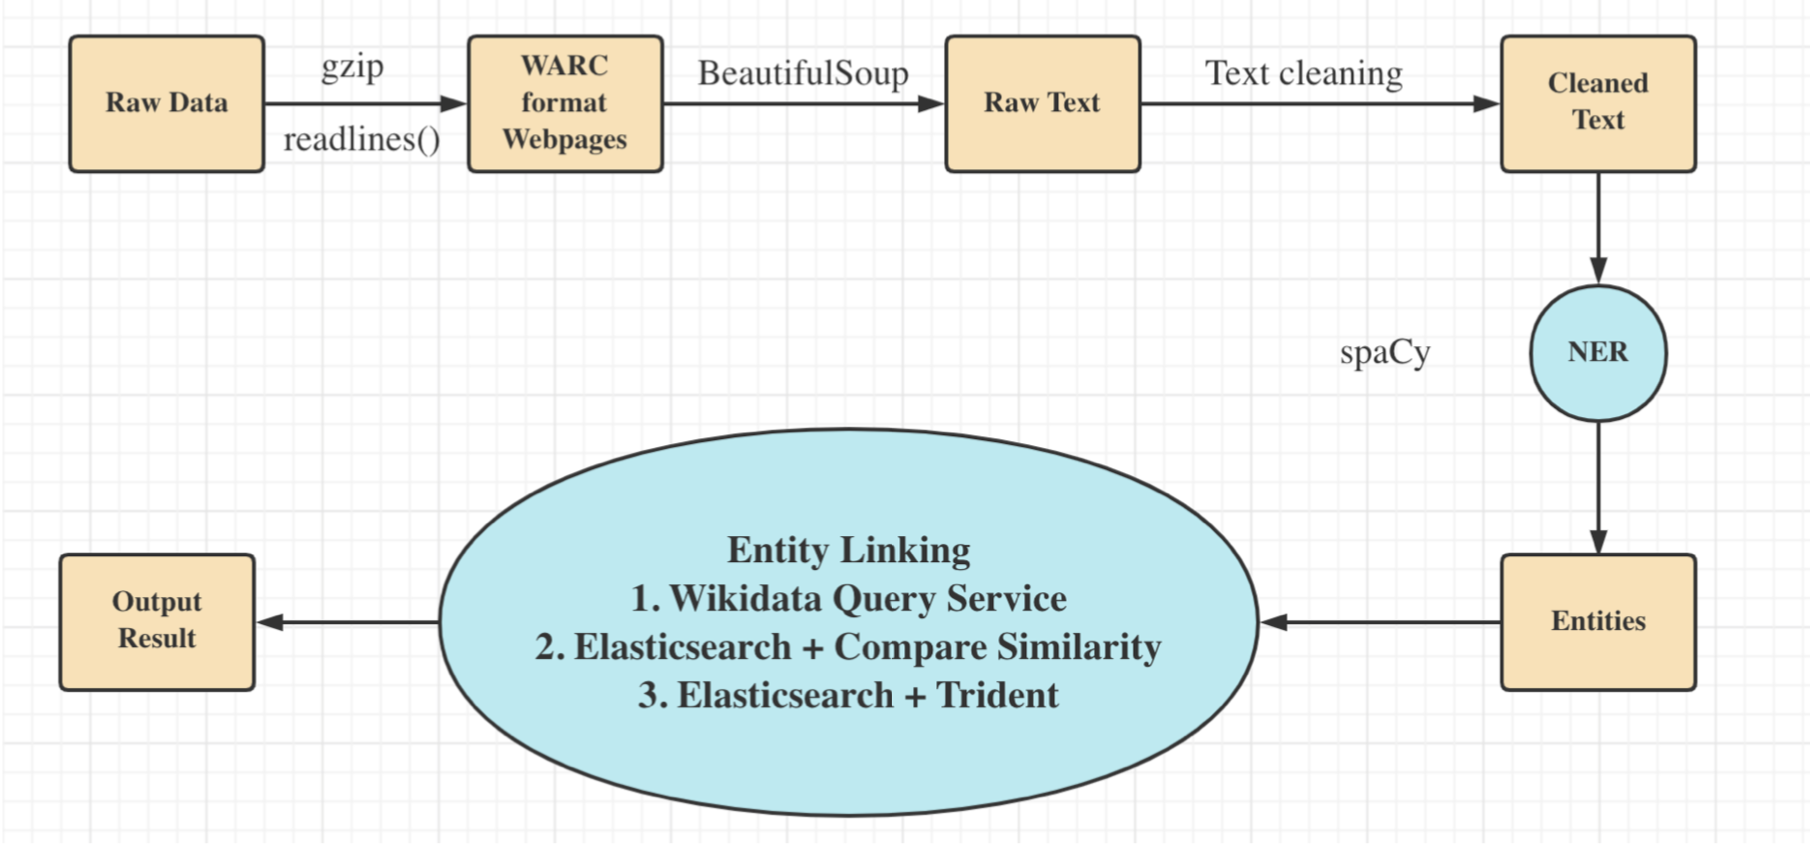 Raw Data
gzip
readlines()
WARC
format
Webpages
BeautifulSoup
Raw Text
Text cleaning
Cleaned
Text
spaCy
NER
Entities
Entity Linking
1. Wikidata Query Service
2. Elasticsearch + Compare Similarity
3. Elasticsearch + Trident
Output
Result